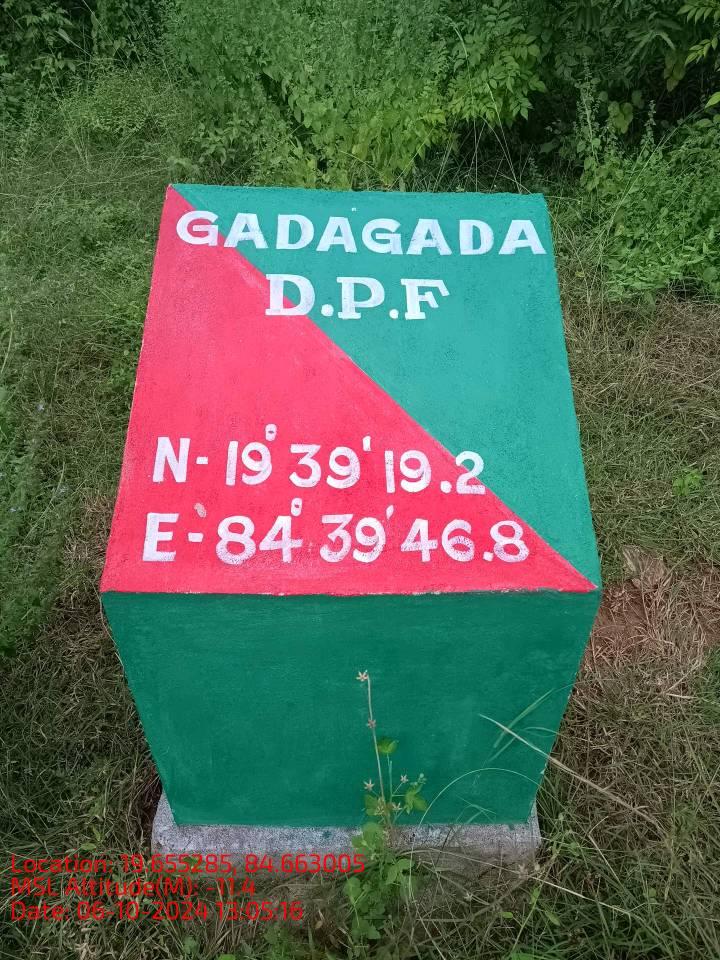 GADAGADA
D.P.F
N-19° 39' 19.2
E-84° 39' 46.8
Location: 19.655285, 84.663005
MSL Altitude(M): -11.4
Date: 06-10-2024 13:05:16